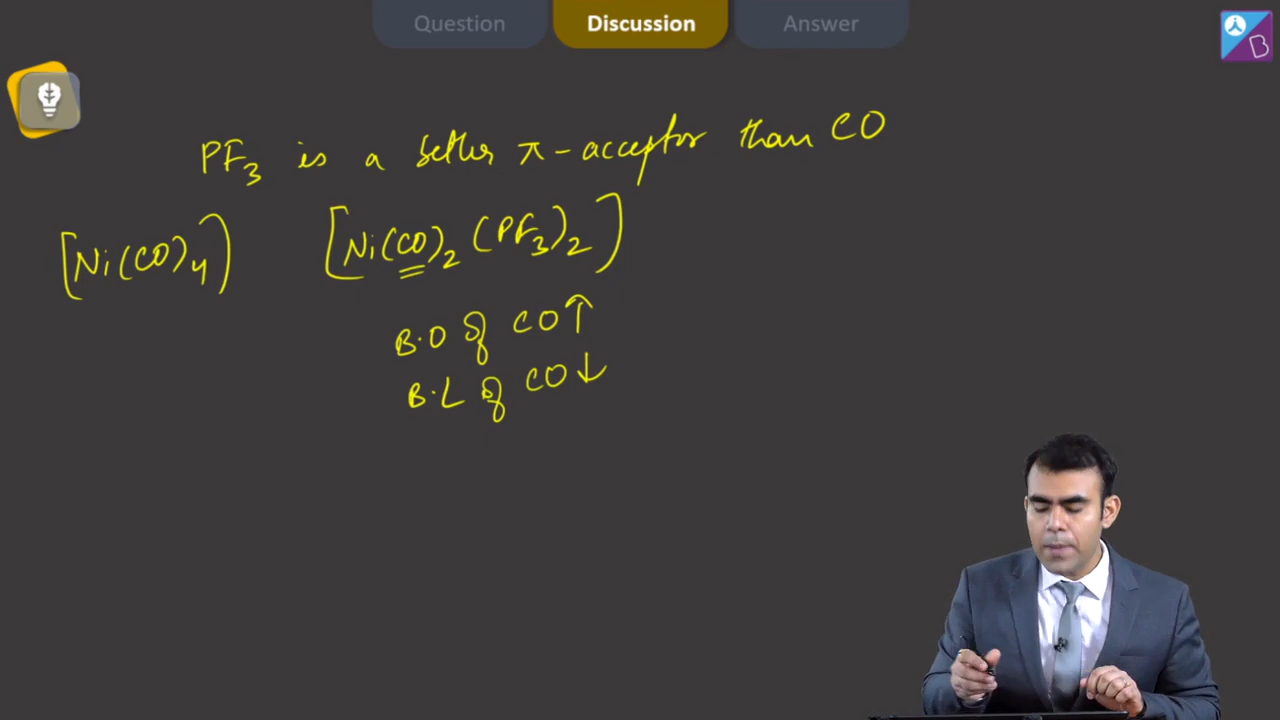 Question Discussion Answer
PF3 is a better π-acceptor than CO
[Ni(CO)4] [Ni(CO)2(PF3)2]
B.O of CO↑
B.L of CO↓